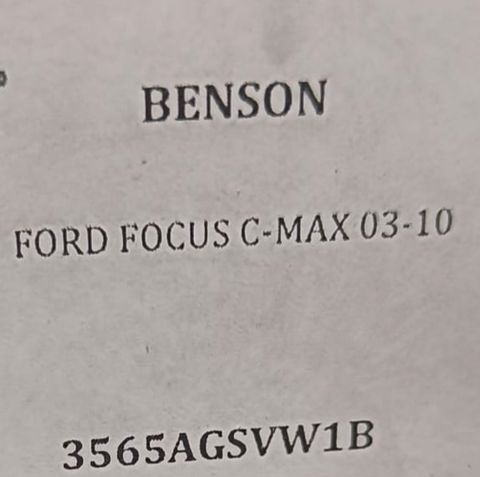 BENSON
FORD FOCUS C-MAX 03-10
3565AGSVW1B